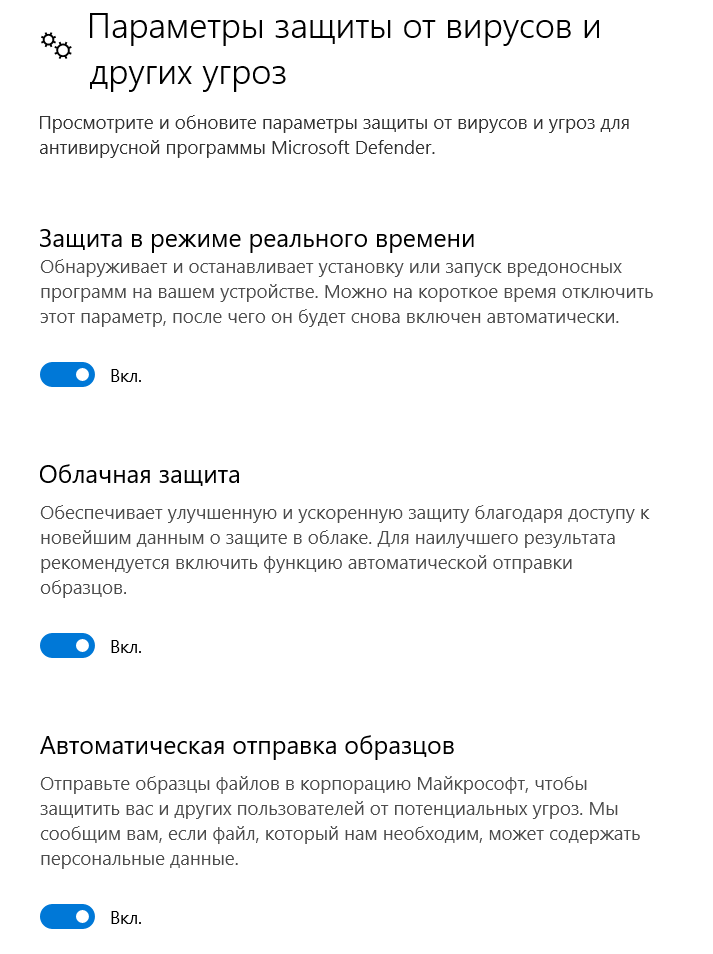 Параметры защиты от вирусов и
других угроз
Просмотрите и обновите параметры защиты от вирусов и угроз для
антивирусной программы Microsoft Defender.
Защита в режиме реального времени
Обнаруживает и останавливает установку или запуск вредоносных
программ на вашем устройстве. Можно на короткое время отключить
этот параметр, после чего он будет снова включен автоматически.
Вкл.
Облачная защита
Обеспечивает улучшенную и ускоренную защиту благодаря доступу к
новейшим данным о защите в облаке. Для наилучшего результата
рекомендуется включить функцию автоматической отправки
образцов.
Вкл.
Автоматическая отправка образцов
Отправьте образцы файлов в корпорацию Майкрософт, чтобы
защитить вас и других пользователей от потенциальных угроз. Мы
сообщим вам, если файл, который нам необходим, может содержать
персональные данные.
Вкл.